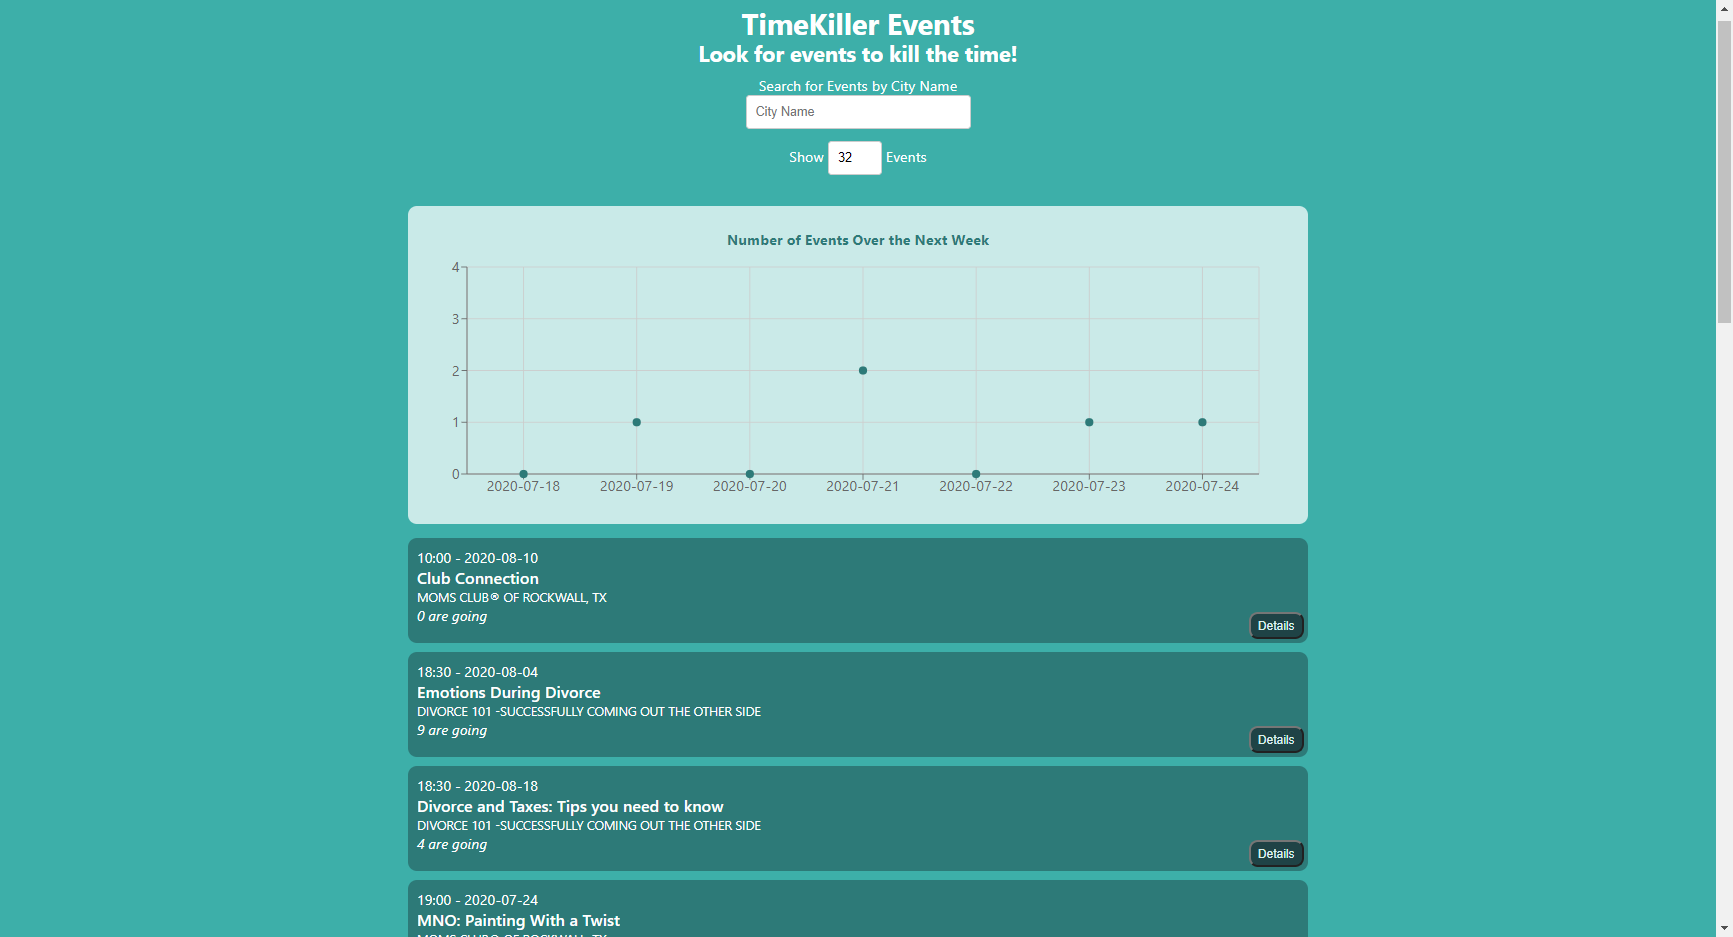 TimeKiller Events
Look for events to kill the time!
Search for Events by City Name
City Name
Show 32 Events
Number of Events Over the Next Week
4
3
2
1
0
2020-07-18 2020-07-19 2020-07-20 2020-07-21 2020-07-22 2020-07-23 2020-07-24
10:00 - 2020-08-10
Club Connection
MOMS CLUB® OF ROCKWALL, TX
0 are going
Details
18:30 - 2020-08-04
Emotions During Divorce
DIVORCE 101 -SUCCESSFULLY COMING OUT THE OTHER SIDE
9 are going
Details
18:30 - 2020-08-18
Divorce and Taxes: Tips you need to know
DIVORCE 101 -SUCCESSFULLY COMING OUT THE OTHER SIDE
4 are going
Details
19:00 - 2020-07-24
MNO: Painting With a Twist
MOMS CLUB® OF ROCKWALL, TX